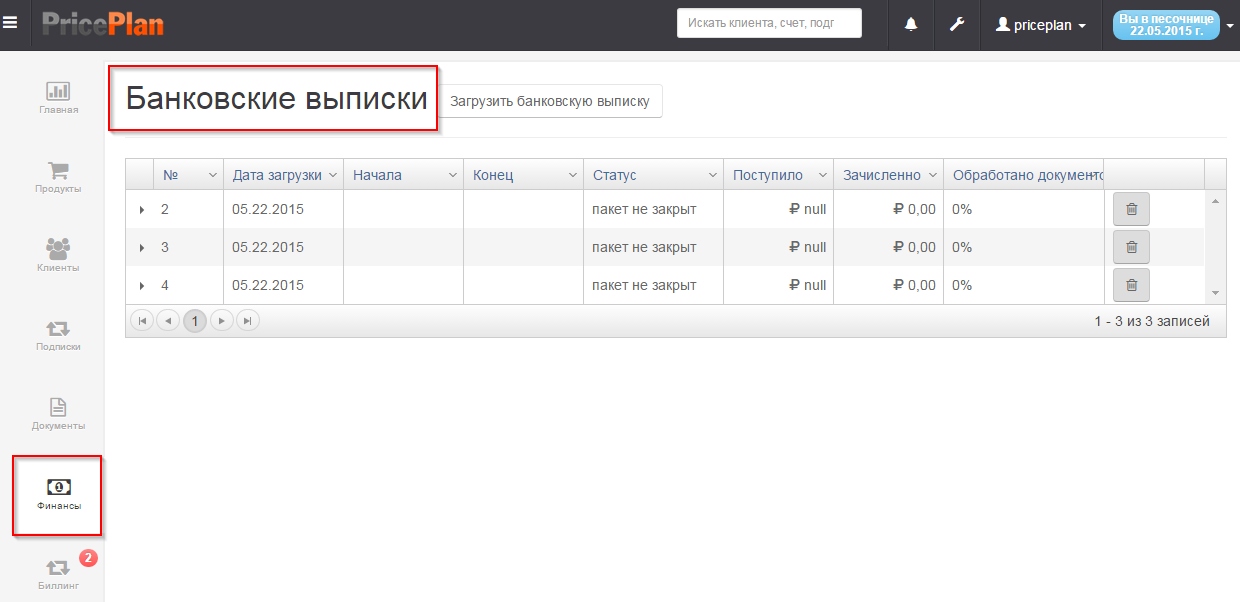 PricePlan
Искать клиента, счет, подг
priceplan
Вы в песочнице
22.05.2015 г.
Главная
Продукты
Клиенты
Подписки
Документы
Финансы
2
Биллинг
Банковские выписки
Загрузить банковскую выписку
№ Дата загрузки Начала Конец Статус Поступило Зачисленно Обработано документо
2 05.22.2015 пакет не закрыт ₽ null ₽ 0,00 0%
3 05.22.2015 пакет не закрыт ₽ null ₽ 0,00 0%
4 05.22.2015 пакет не закрыт ₽ null ₽ 0,00 0%
1 1 - 3 из 3 записей